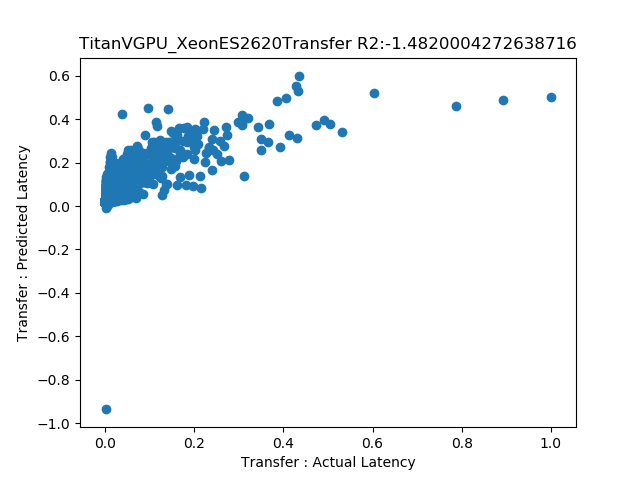 TitanVGPU_XeonES2620Transfer R2:-1.4820004272638716
0.6
0.4
0.2
0.0
−0.2
−0.4
−0.6
−0.8
−1.0
Transfer : Predicted Latency
0.0 0.2 0.4 0.6 0.8 1.0
Transfer : Actual Latency